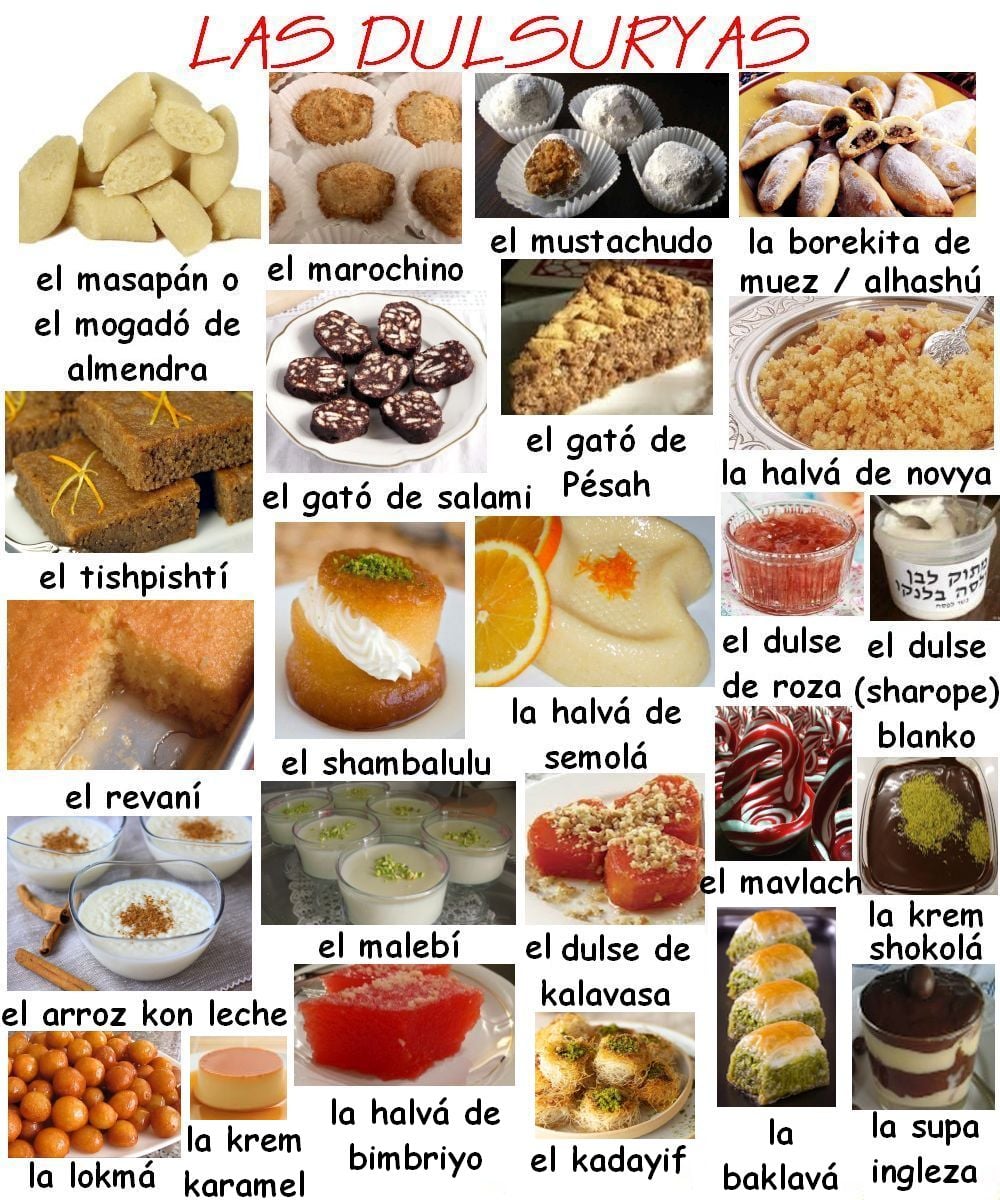 LAS DULSURYAS
el masapán o
el mogadó de
almendra
el marochino
el mustachudo
la borekita de
muez / alhashú
el gató de salami
el gató de
Pésah
la halvá de novya
el tishpishtí
el shambalulu
la halvá de
semolá
el dulse
de roza
מתוק לבן
בלנקו
el dulse
(sharope)
blanko
el revaní
el malebí
el dulse de
kalavasa
el mavlach
la krem
shokolá
el arroz kon leche
la lokmá
la krem
karamel
la halvá de
bimbriyo
el kadayif
la
baklavá
la supa
ingleza